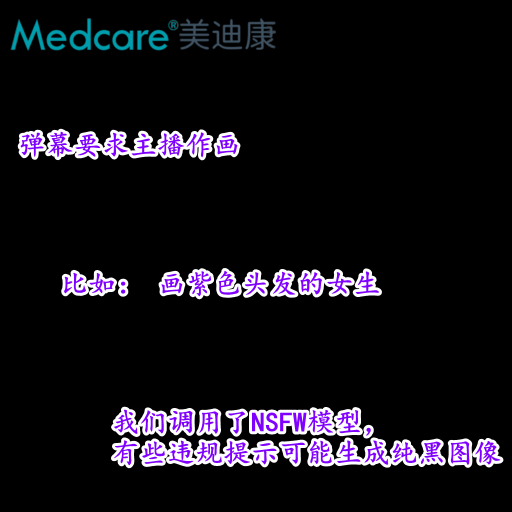 Medcare®美迪康
弹幕要求主播作画
比如： 画紫色头发的女生
我们调用了NSFW模型，
有些违规提示可能生成纯黑图像